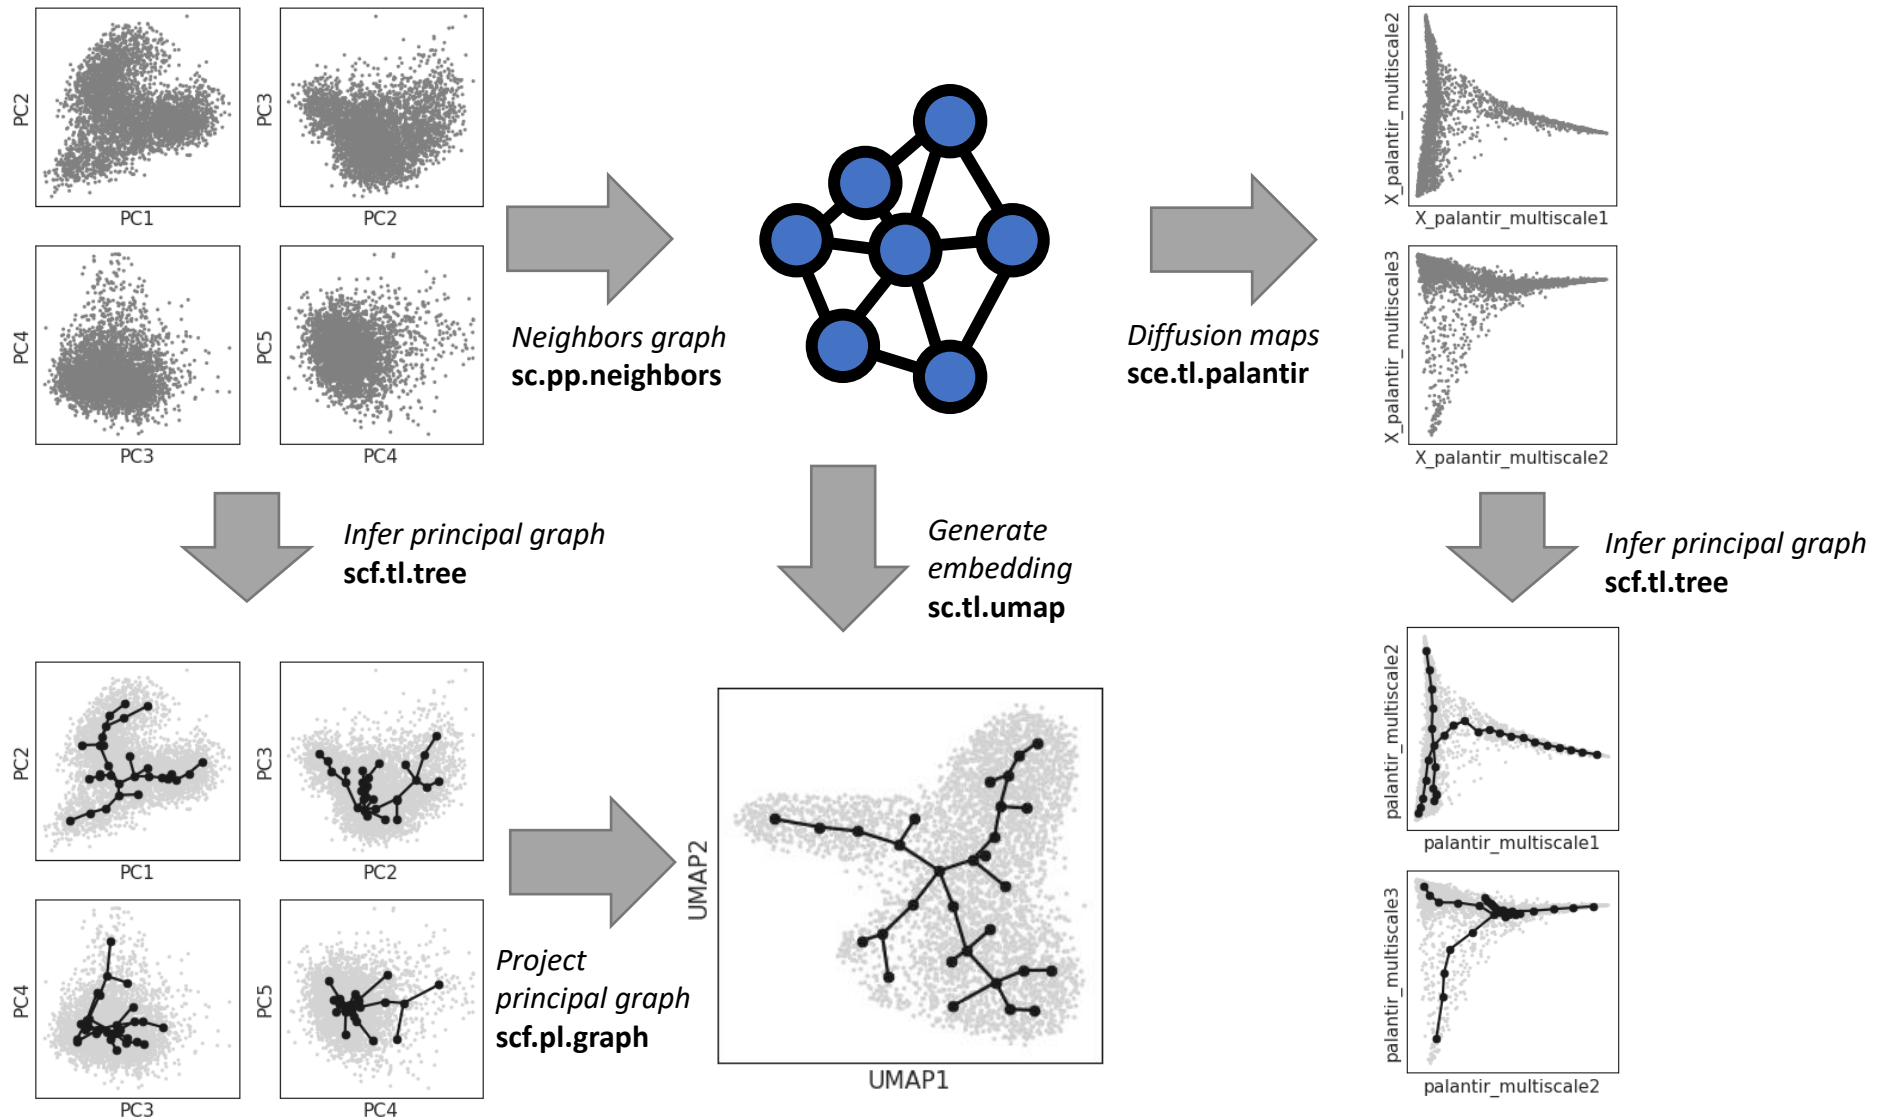 PC2
PC1
PC3
PC2
X_palantir_multiscale2
X_palantir_multiscale1
PC4
PC3
PC5
PC4
X_palantir_multiscale3
X_palantir_multiscale2
Neighbors graph
sc.pp.neighbors
Diffusion maps
sce.tl.palantir
Infer principal graph
scf.tl.tree
Generate
embedding
sc.tl.umap
Infer principal graph
scf.tl.tree
PC2
PC1
PC3
PC2
PC4
PC3
PC5
PC4
Project
principal graph
scf.pl.graph
UMAP2
UMAP1
palantir_multiscale2
palantir_multiscale1
palantir_multiscale3
palantir_multiscale2